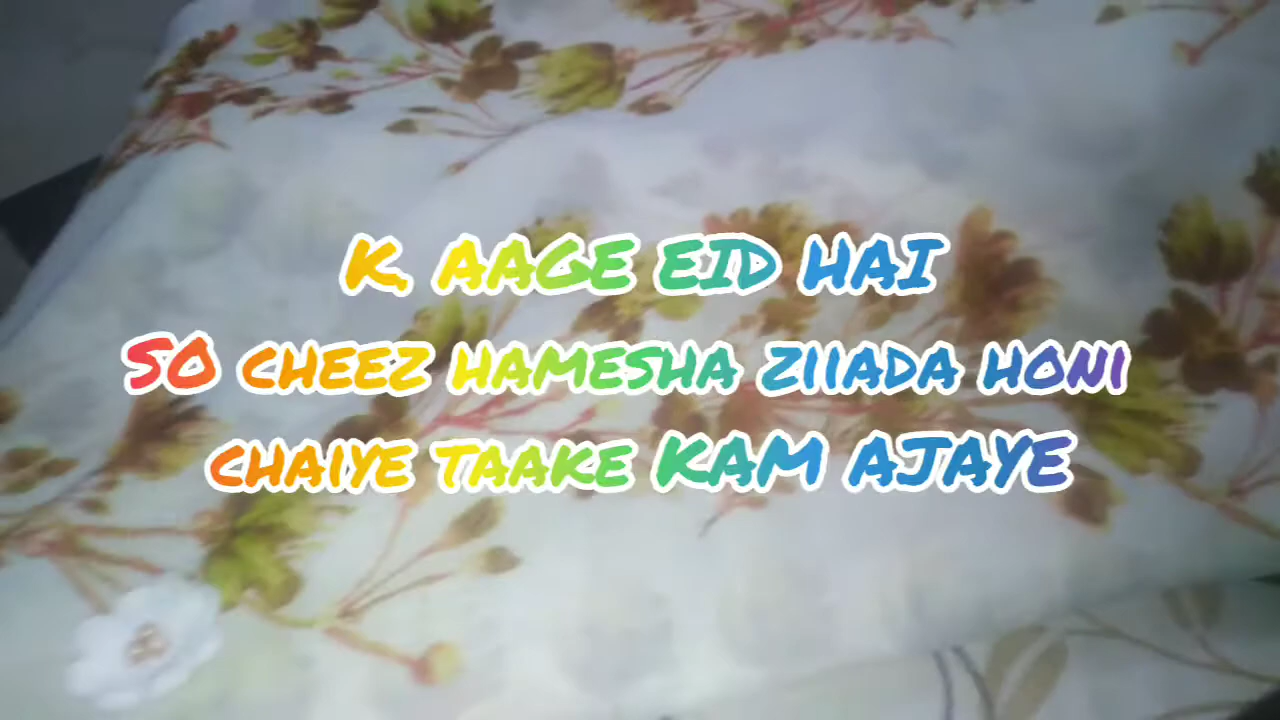 K, AAGE EID HAI
SO CHEEZ HAMESHA ZIIADA HONI
CHAIYE TAAKE KAM AJAYE